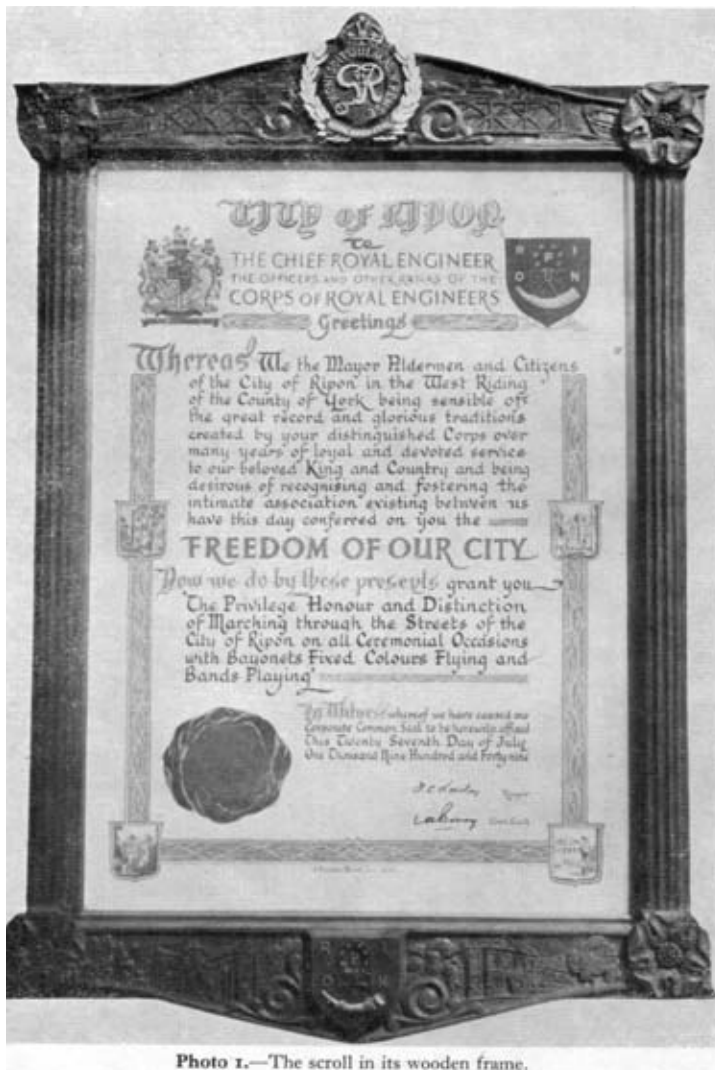 CITY OF RIPON
to
THE CHIEF ROYAL ENGINEER
THE OFFICERS AND OTHER RANKS OF THE
CORPS OF ROYAL ENGINEERS
Greetings
Whereas We the Mayor Aldermen and Citizens
of the City of Ripon in the West Riding
of the County of York being sensible of
the great record and glorious traditions
created by your distinguished Corps over
many years of loyal and devoted service
to our beloved King and Country and being
desirous of recognising and fostering the
intimate association existing between us
have this day conferred on you the
FREEDOM OF OUR CITY
Now we do by these presents grant you
"The Privilege Honour and Distinction
of Marching through the Streets of the
City of Ripon on all Ceremonial Occasions
with Bayonets Fixed Colours Flying and
Bands Playing"
In Witness whereof we have caused our
Corporate Common Seal to be hereunto affixed
This Twenty Seventh Day of July
One Thousand Nine Hundred and Forty nine
Mayor
Town Clerk
R I P O N
Photo 1.—The scroll in its wooden frame.